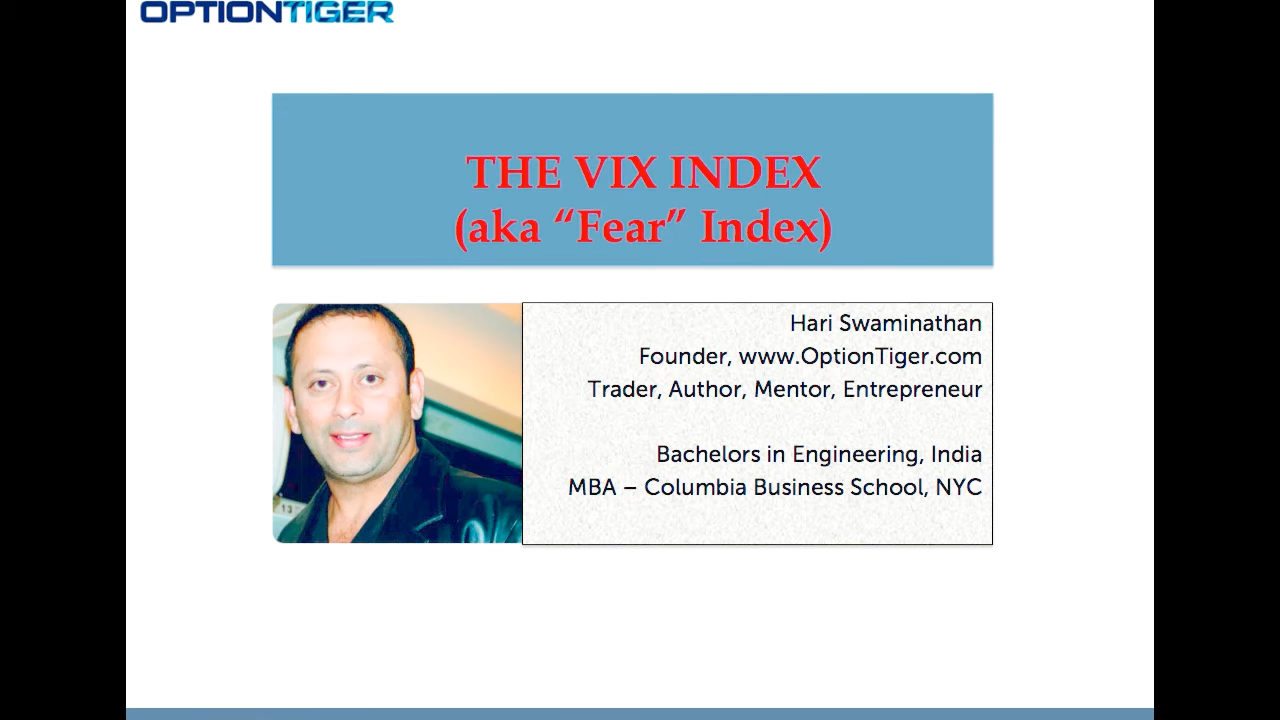 OPTIONTIGER
THE VIX INDEX
(aka “Fear” Index)
Hari Swaminathan
Founder, www.OptionTiger.com
Trader, Author, Mentor, Entrepreneur
Bachelors in Engineering, India
MBA – Columbia Business School, NYC
13